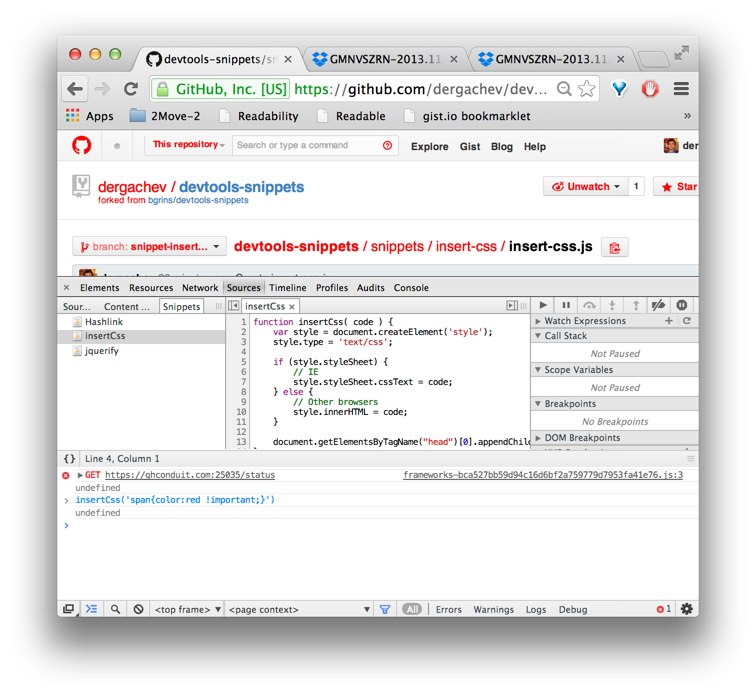 devtools-snippets/sn
GMNVSZRN-2013.11.
GMNVSZRN-2013.11.
GitHub, Inc. [US] https://github.com/dergachev/dev...
Apps 2Move-2 Readability Readable gist.io bookmarklet »
This repository Search or type a command Explore Gist Blog Help der
dergachev / devtools-snippets Unwatch 1 Star
forked from bgrins/devtools-snippets
branch: snippet-insert... devtools-snippets / snippets / insert-css / insert-css.js
Elements Resources Network Sources Timeline Profiles Audits Console
Sour... Content ... Snippets insertCss
Hashlink
insertCss
jquerify
1 function insertCss( code ) {
2 var style = document.createElement('style');
3 style.type = 'text/css';
4
5 if (style.styleSheet) {
6 // IE
7 style.styleSheet.cssText = code;
8 } else {
9 // Other browsers
10 style.innerHTML = code;
11 }
12
13 document.getElementsByTagName("head")[0].appendChil
Watch Expressions
Call Stack
Not Paused
Scope Variables
Not Paused
Breakpoints
No Breakpoints
DOM Breakpoints
{} Line 4, Column 1
GET https://ghconduit.com:25035/status frameworks-bca527bb59d94c16d6bf2a759779d7953fa41e76.js:3
undefined
insertCss('span{color:red !important;}')
undefined
<top frame> <page context> All Errors Warnings Logs Debug 1